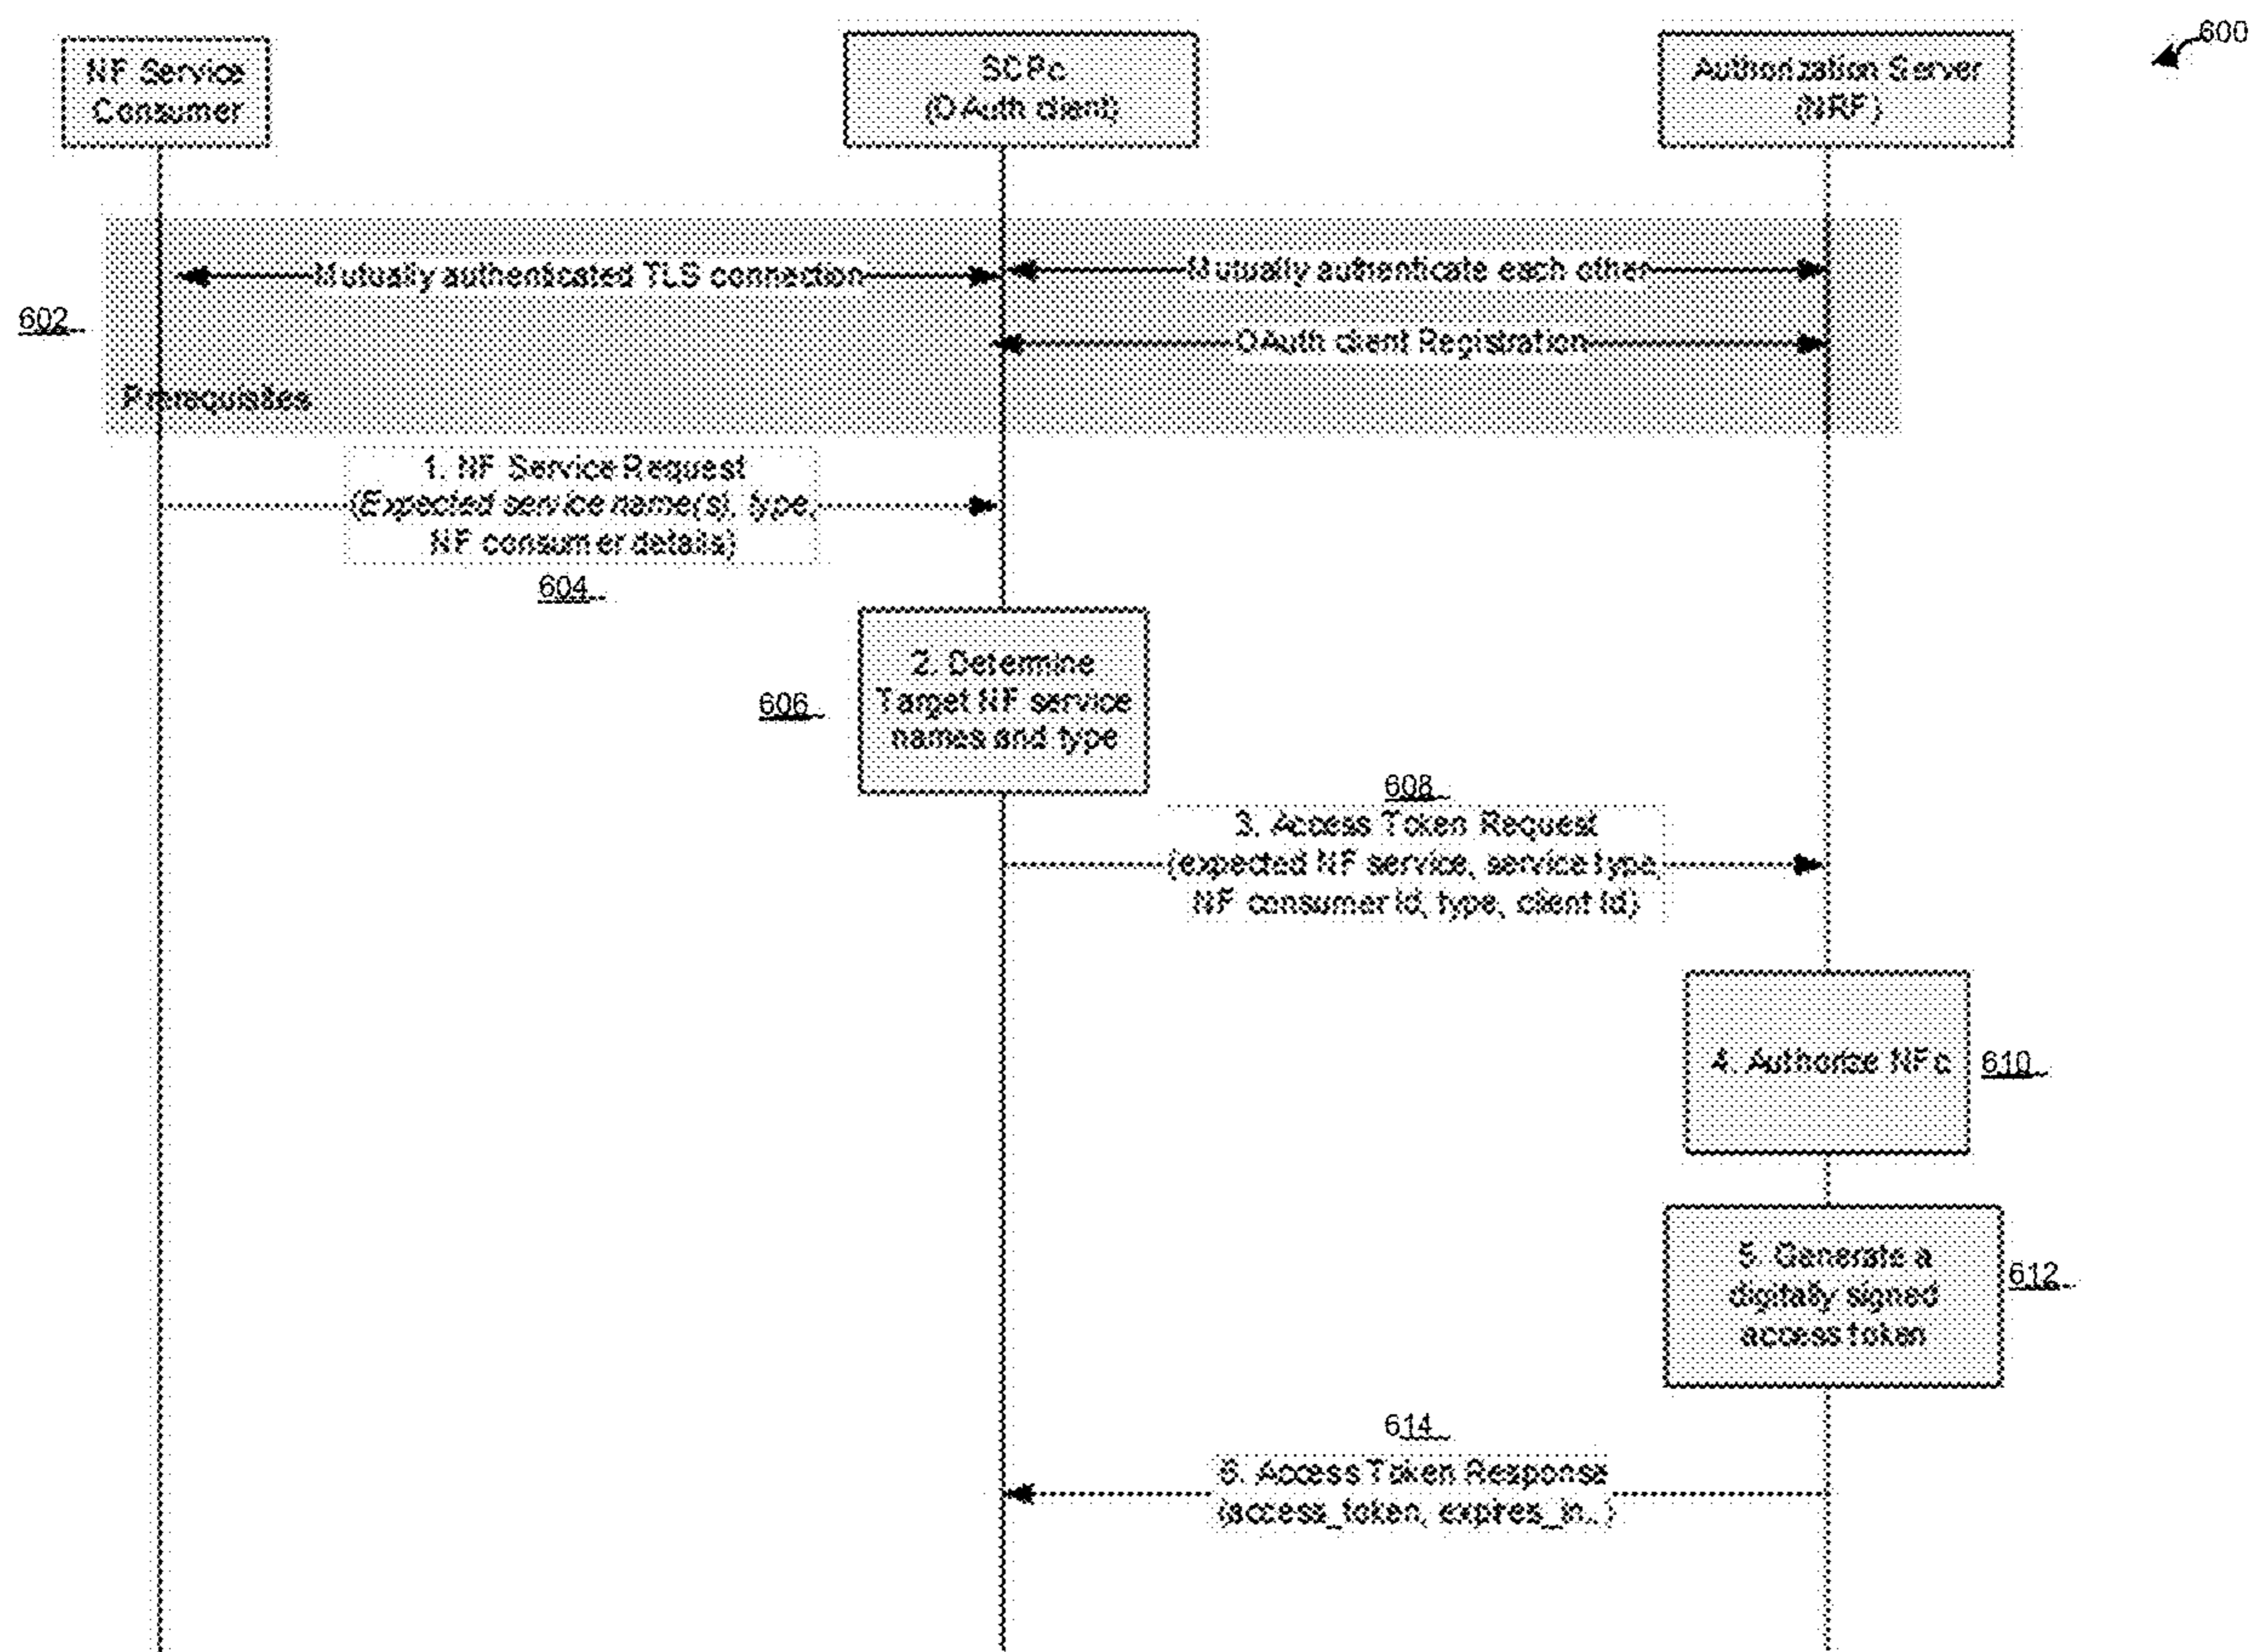 600
NF Service
Consumer
SCPc
(OAuth client)
Authorization Server
(NRF)
Mutually authenticated TLS connection
Mutually authenticate each other
602
OAuth client Registration
Prerequisites
1. NF Service Request
(Expected service name(s), type,
NF consumer details)
604
2. Determine
Target NF service
names and type
606
608
3. Access Token Request
(expected NF service, service type,
NF consumer id, type, client id)
4. Authorize NFc
610
5. Generate a
digitally signed
access token
612
614
6. Access Token Response
(access_token, expires_in..)